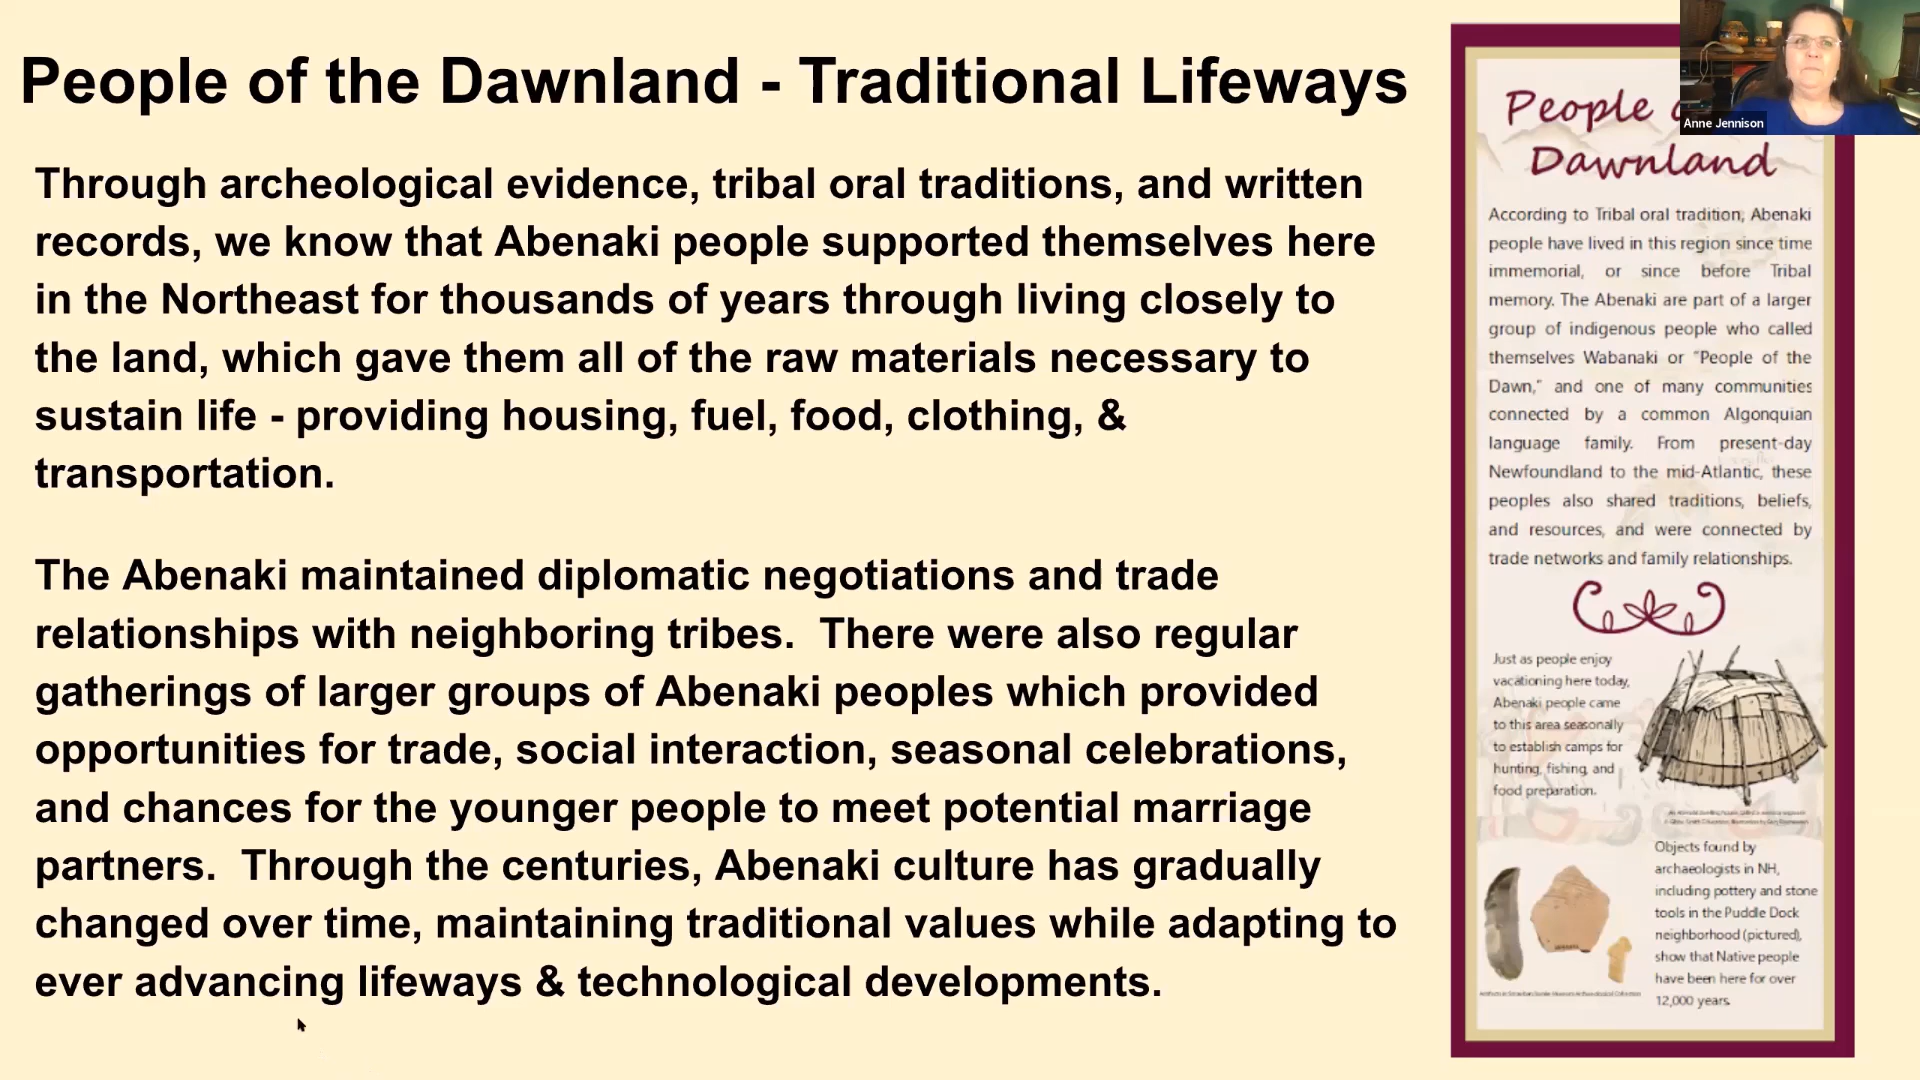 People of the Dawnland - Traditional Lifeways
Through archeological evidence, tribal oral traditions, and written
records, we know that Abenaki people supported themselves here
in the Northeast for thousands of years through living closely to
the land, which gave them all of the raw materials necessary to
sustain life - providing housing, fuel, food, clothing, &
transportation.
The Abenaki maintained diplomatic negotiations and trade
relationships with neighboring tribes.  There were also regular
gatherings of larger groups of Abenaki peoples which provided
opportunities for trade, social interaction, seasonal celebrations,
and chances for the younger people to meet potential marriage
partners.  Through the centuries, Abenaki culture has gradually
changed over time, maintaining traditional values while adapting to
ever advancing lifeways & technological developments.
Anne Jennison
People
Dawnland
According to Tribal oral tradition, Abenaki
people have lived in this region since time
immemorial, or since before Tribal
memory. The Abenaki are part of a larger
group of indigenous people who called
themselves Wabanaki or “People of the
Dawn,” and one of many communities
connected by a common Algonquian
language family. From present-day
Newfoundland to the mid-Atlantic, these
peoples also shared traditions, beliefs,
and resources, and were connected by
trade networks and family relationships.
Just as people enjoy
vacationing here today,
Abenaki people came
to this area seasonally
to establish camps for
hunting, fishing, and
food preparation.
Objects found by
archaeologists in NH,
including pottery and stone
tools in the Puddle Dock
neighborhood (pictured),
show that Native people
have been here for over
12,000 years.